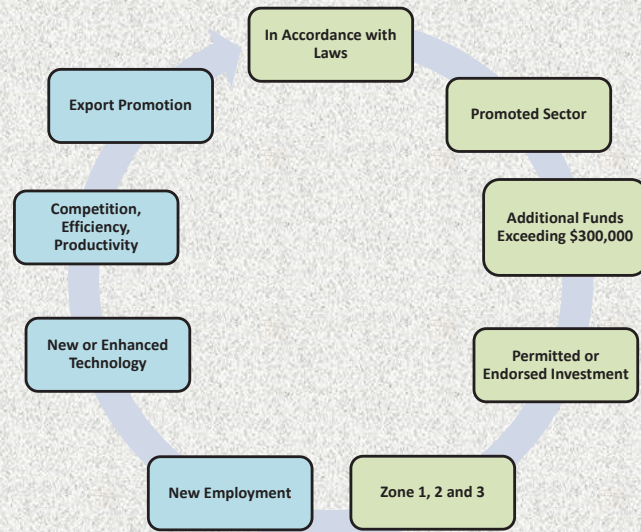 In Accordance with
Laws
Promoted Sector
Additional Funds
Exceeding $300,000
Permitted or
Endorsed Investment
Zone 1, 2 and 3
New Employment
New or Enhanced
Technology
Competition,
Efficiency,
Productivity
Export Promotion